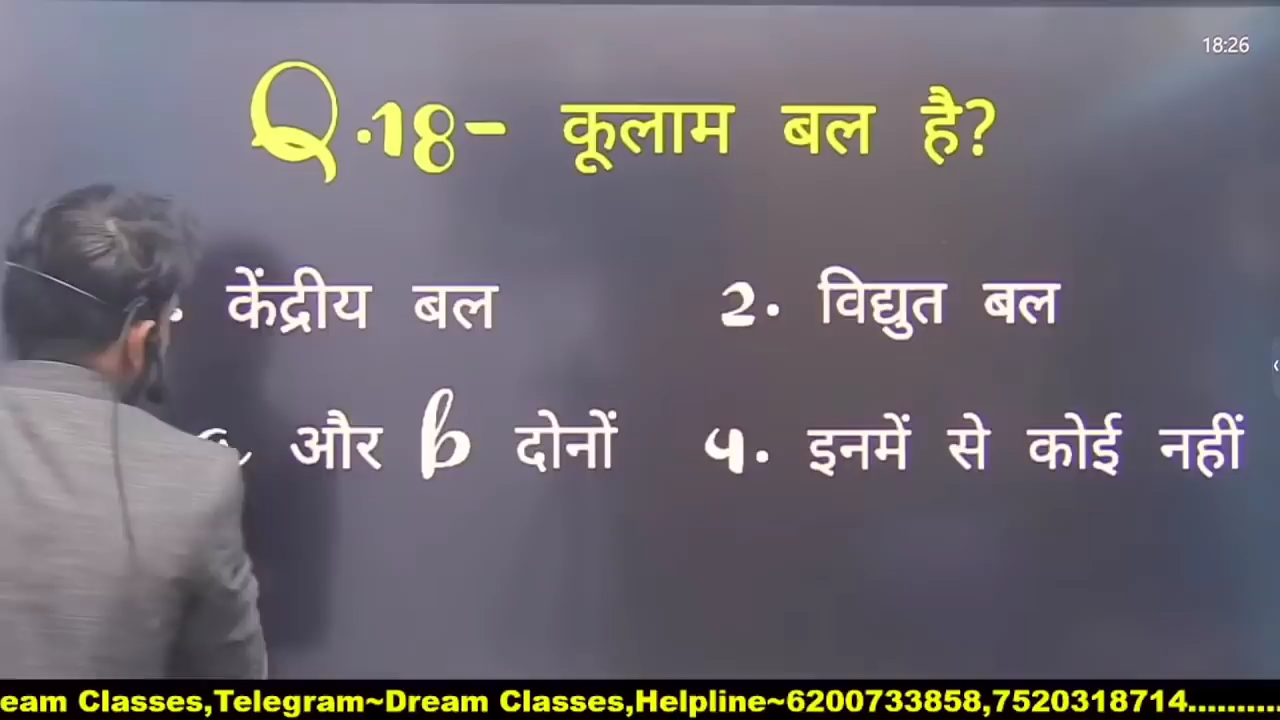 18:26
Q.18- कूलाम बल है?
केंद्रीय बल 2. विद्युत बल
और b दोनों 4. इनमें से कोई नहीं
eam Classes,Telegram~Dream Classes,Helpline~6200733858,7520318714..........